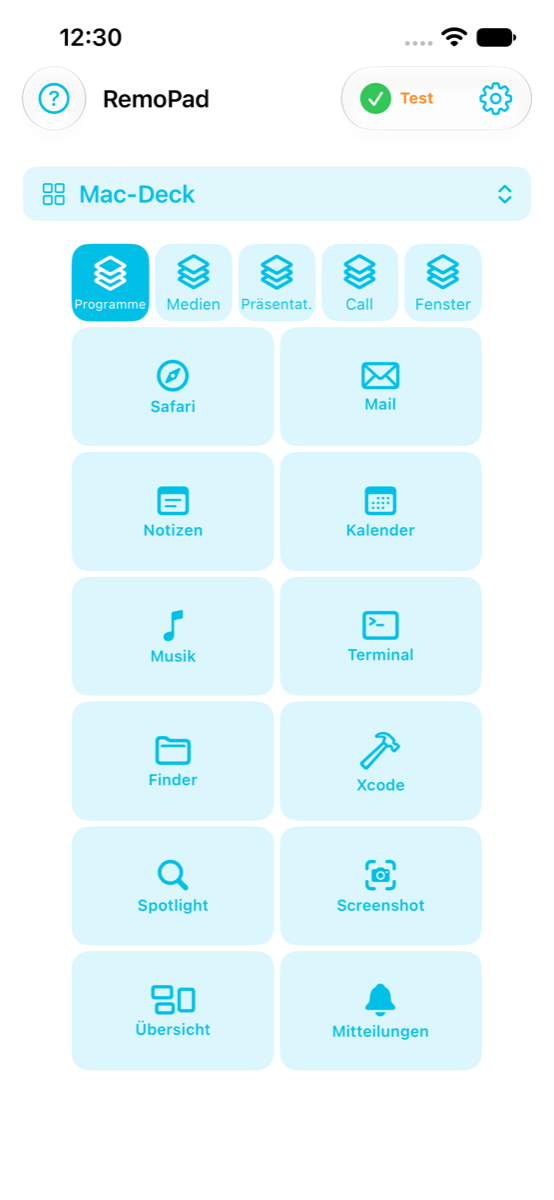 12:30
RemoPad
Test
Mac-Deck
Programme
Medien
Präsentat.
Call
Fenster
Safari
Mail
Notizen
Kalender
Musik
Terminal
Finder
Xcode
Spotlight
Screenshot
Übersicht
Mitteilungen